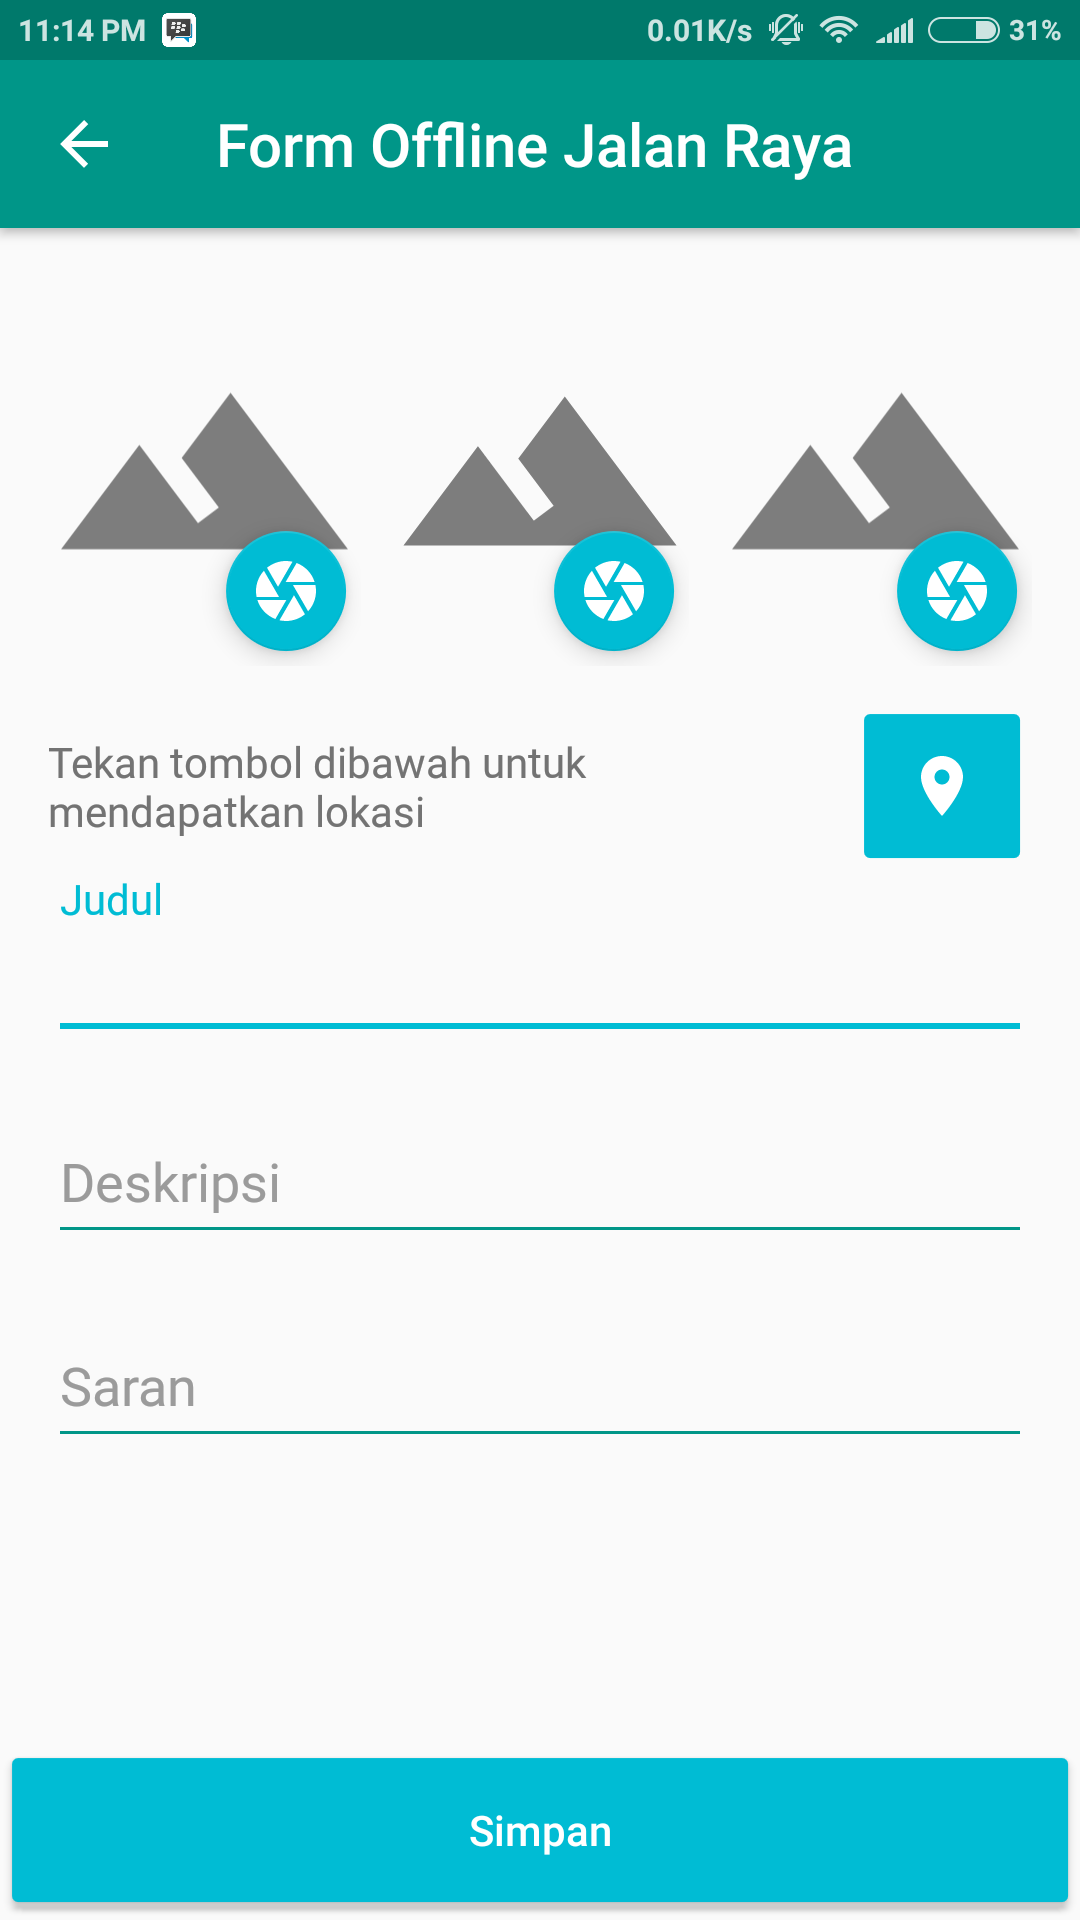 11:14 PM 0.01K/s 31%
Form Offline Jalan Raya
Tekan tombol dibawah untuk
mendapatkan lokasi
Judul
Deskripsi
Saran
Simpan